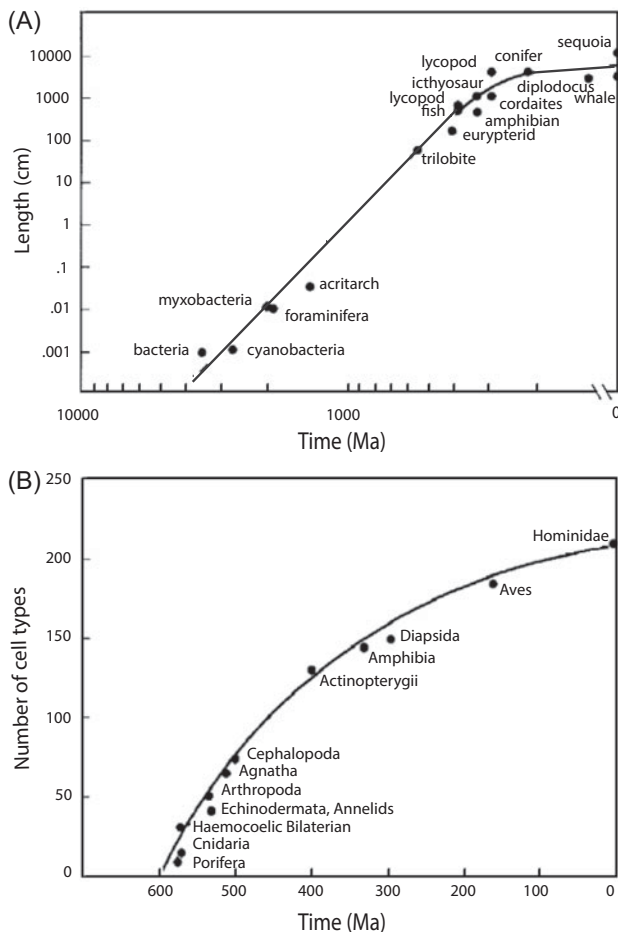 (A)
Length (cm)
10000
1000
100
10
1
.1
.01
.001
sequoia
conifer
lycopod
icthyosaur
diplodocus
lycopod
cordaites
whale
fish
amphibian
eurypterid
trilobite
acritarch
myxobacteria
foraminifera
bacteria
cyanobacteria
10000
1000
0
Time (Ma)
(B)
Number of cell types
250
200
150
100
50
0
Hominidae
Aves
Diapsida
Amphibia
Actinopterygii
Cephalopoda
Agnatha
Arthropoda
Echinodermata, Annelids
Haemocoelic Bilaterian
Cnidaria
Porifera
600
500
400
300
200
100
0
Time (Ma)